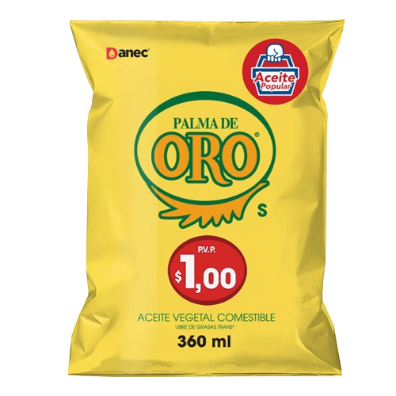 Danec®
Aceite
Popular
PALMA DE
ORO®
S
P.V.P.
$1,00
ACEITE VEGETAL COMESTIBLE
LIBRE DE GRASAS TRANS*
360 ml